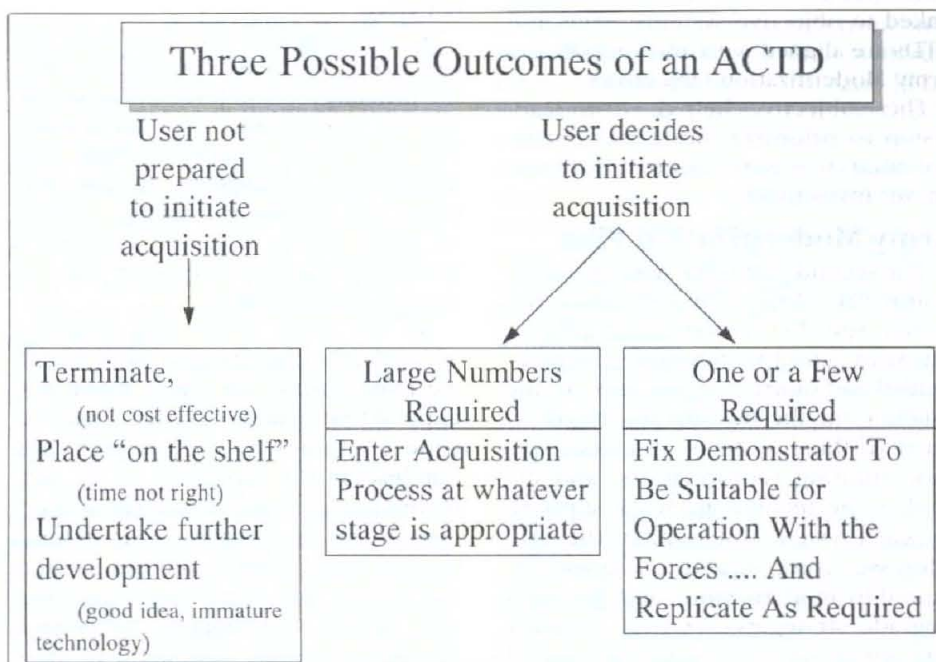 Three Possible Outcomes of an ACTD
User not
prepared
to initiate
acquisition
User decides
to initiate
acquisition
Terminate,
(not cost effective)
Place “on the shelf”
(time not right)
Undertake further
development
(good idea, immature
technology)
Large Numbers
Required
Enter Acquisition
Process at whatever
stage is appropriate
One or a Few
Required
Fix Demonstrator To
Be Suitable for
Operation With the
Forces .... And
Replicate As Required